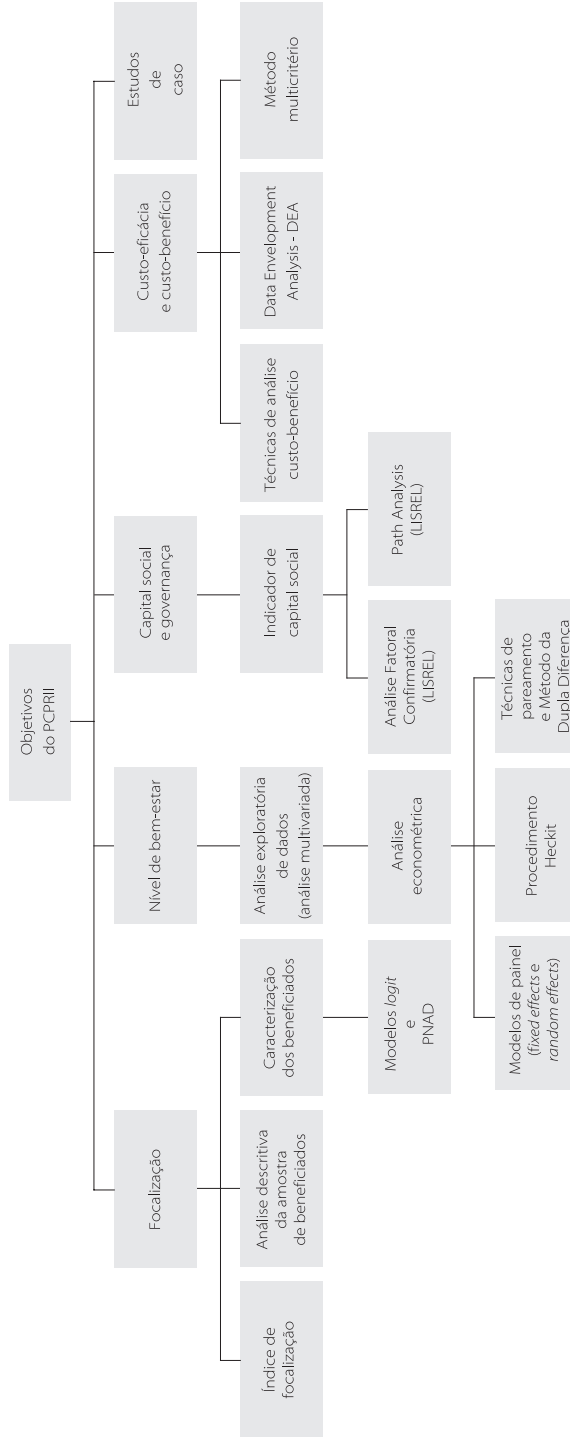 Objetivos
do PCPRII
Focalização
Nível de bem-estar
Capital social
e governança
Custo-eficácia
e custo-benefício
Estudos
de
caso
Índice de
focalização
Análise descritiva
da amostra
de beneficiados
Caracterização
dos beneficiados
Análise exploratória
de dados
(análise multivariada)
Indicador de
capital social
Técnicas de análise
custo-benefício
Data Envelopment
Analysis - DEA
Método
multicritério
Modelos logit
e
PNAD
Análise
econométrica
Análise Fatoral
Confirmatória
(LISREL)
Path Analysis
(LISREL)
Modelos de painel
(fixed effects e
random effects)
Procedimento
Heckit
Técnicas de
pareamento
e Método da
Dupla Diferença